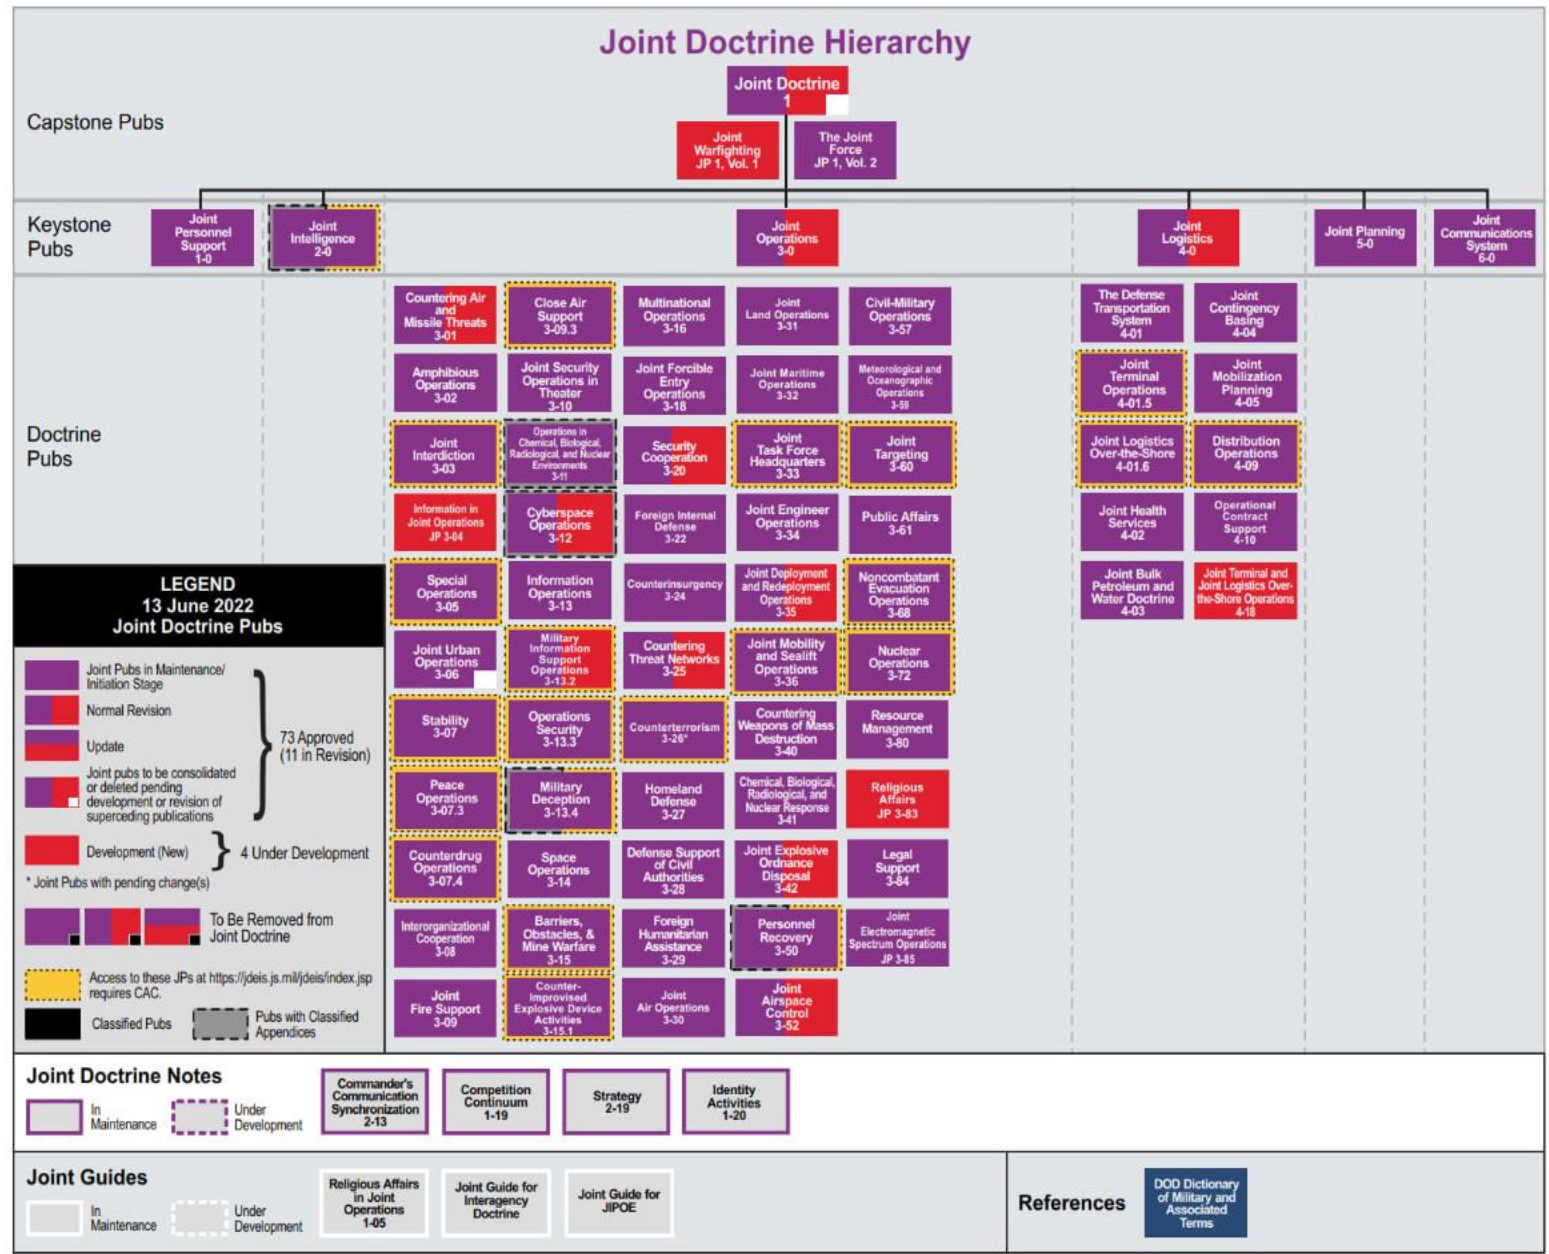 Joint Doctrine Hierarchy
Capstone Pubs
Joint Doctrine
1
Joint
Warfighting
JP 1, Vol. 1
The Joint
Force
JP 1, Vol. 2
Keystone
Pubs
Joint
Personnel
Support
1-0
Joint
Intelligence
2-0
Joint
Operations
3-0
Joint
Logistics
4-0
Joint Planning
5-0
Joint
Communications
System
6-0
Doctrine
Pubs
Countering Air
and
Missile Threats
3-01
Amphibious
Operations
3-02
Joint
Interdiction
3-03
Information in
Joint Operations
JP 3-04
Special
Operations
3-05
Joint Urban
Operations
3-06
Stability
3-07
Peace
Operations
3-07.3
Counterdrug
Operations
3-07.4
Interorganizational
Cooperation
3-08
Joint
Fire Support
3-09
Close Air
Support
3-09.3
Joint Security
Operations in
Theater
3-10
Operations in
Chemical, Biological,
Radiological, and Nuclear
Environments
3-11
Cyberspace
Operations
3-12
Information
Operations
3-13
Military
Information
Support
Operations
3-13.2
Operations
Security
3-13.3
Military
Deception
3-13.4
Space
Operations
3-14
Barriers,
Obstacles, &
Mine Warfare
3-15
Counter-
Improvised
Explosive Device
Activities
3-15.1
Multinational
Operations
3-16
Joint Forcible
Entry
Operations
3-18
Security
Cooperation
3-20
Foreign Internal
Defense
3-22
Counterinsurgency
3-24
Countering
Threat Networks
3-25
Counterterrorism
3-26*
Homeland
Defense
3-27
Defense Support
of Civil
Authorities
3-28
Foreign
Humanitarian
Assistance
3-29
Joint
Air Operations
3-30
Joint
Land Operations
3-31
Joint Maritime
Operations
3-32
Joint
Task Force
Headquarters
3-33
Joint Engineer
Operations
3-34
Joint Deployment
and Redeployment
Operations
3-35
Joint Mobility
and Sealift
Operations
3-36
Countering
Weapons of Mass
Destruction
3-40
Chemical, Biological,
Radiological, and
Nuclear Response
3-41
Joint Explosive
Ordnance
Disposal
3-42
Personnel
Recovery
3-50
Joint
Airspace
Control
3-52
Civil-Military
Operations
3-57
Meteorological and
Oceanographic
Operations
3-59
Joint
Targeting
3-60
Public Affairs
3-61
Noncombatant
Evacuation
Operations
3-68
Nuclear
Operations
3-72
Resource
Management
3-80
Religious
Affairs
JP 3-83
Legal
Support
3-84
Joint
Electromagnetic
Spectrum Operations
JP 3-85
The Defense
Transportation
System
4-01
Joint
Terminal
Operations
4-01.5
Joint Logistics
Over-the-Shore
4-01.6
Joint Health
Services
4-02
Joint Bulk
Petroleum and
Water Doctrine
4-03
Joint
Contingency
Basing
4-04
Joint
Mobilization
Planning
4-05
Distribution
Operations
4-09
Operational
Contract
Support
4-10
Joint Terminal and
Joint Logistics Over-
the-Shore Operations
4-18
LEGEND
13 June 2022
Joint Doctrine Pubs
Joint Pubs in Maintenance/
Initiation Stage
Normal Revision
Update
Joint pubs to be consolidated
or deleted pending
development or revision of
superceding publications
73 Approved
(11 in Revision)
Development (New)
4 Under Development
* Joint Pubs with pending change(s)
To Be Removed from
Joint Doctrine
Access to these JPs at https://jdeis.js.mil/jdeis/index.jsp
requires CAC.
Classified Pubs
Pubs with Classified
Appendices
Joint Doctrine Notes
In
Maintenance
Under
Development
Commander's
Communication
Synchronization
2-13
Competition
Continuum
1-19
Strategy
2-19
Identity
Activities
1-20
Joint Guides
In
Maintenance
Under
Development
Religious Affairs
in Joint
Operations
1-05
Joint Guide for
Interagency
Doctrine
Joint Guide for
JIPOE
References
DOD Dictionary
of Military and
Associated
Terms